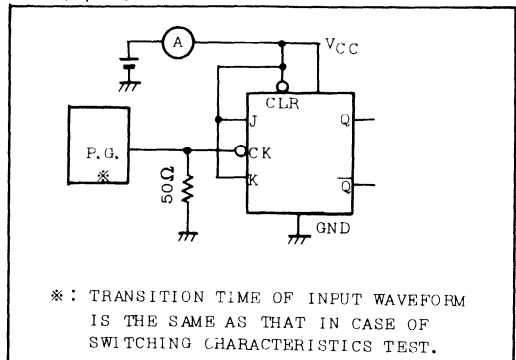 A
VCC
CLR
J
Q
P.G.
※
CK
50Ω
K
Q̅
GND
※: TRANSITION TIME OF INPUT WAVEFORM
IS THE SAME AS THAT IN CASE OF
SWITCHING CHARACTERISTICS TEST.